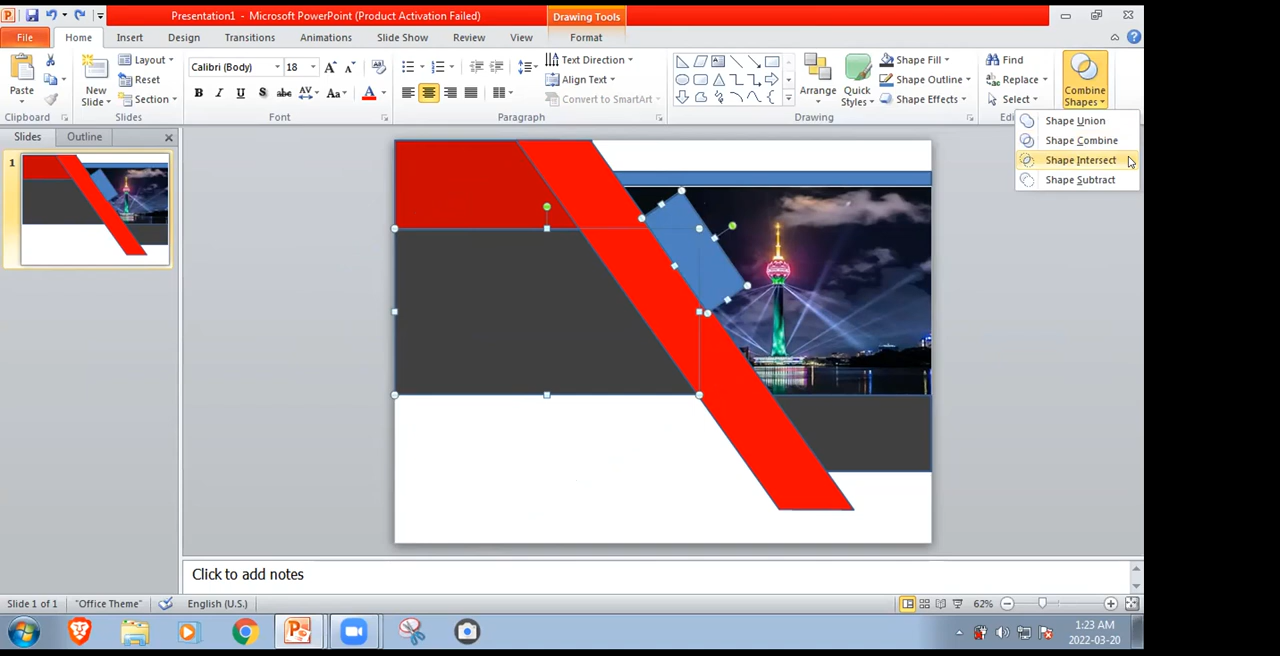 Presentation1 - Microsoft PowerPoint (Product Activation Failed)
Drawing Tools
File Home Insert Design Transitions Animations Slide Show Review View Format
Paste
Clipboard
New
Slide
Layout
Reset
Section
Slides
Calibri (Body) 18
B I U S abc AV Aa A
Font
Text Direction
Align Text
Convert to SmartArt
Paragraph
Arrange
Quick
Styles
Shape Fill
Shape Outline
Shape Effects
Drawing
Find
Replace
Select
Combine
Shapes
Shape Union
Shape Combine
Shape Intersect
Shape Subtract
Slides Outline
1
Click to add notes
Slide 1 of 1 "Office Theme" English (U.S.) 62%
1:23 AM
2022-03-20